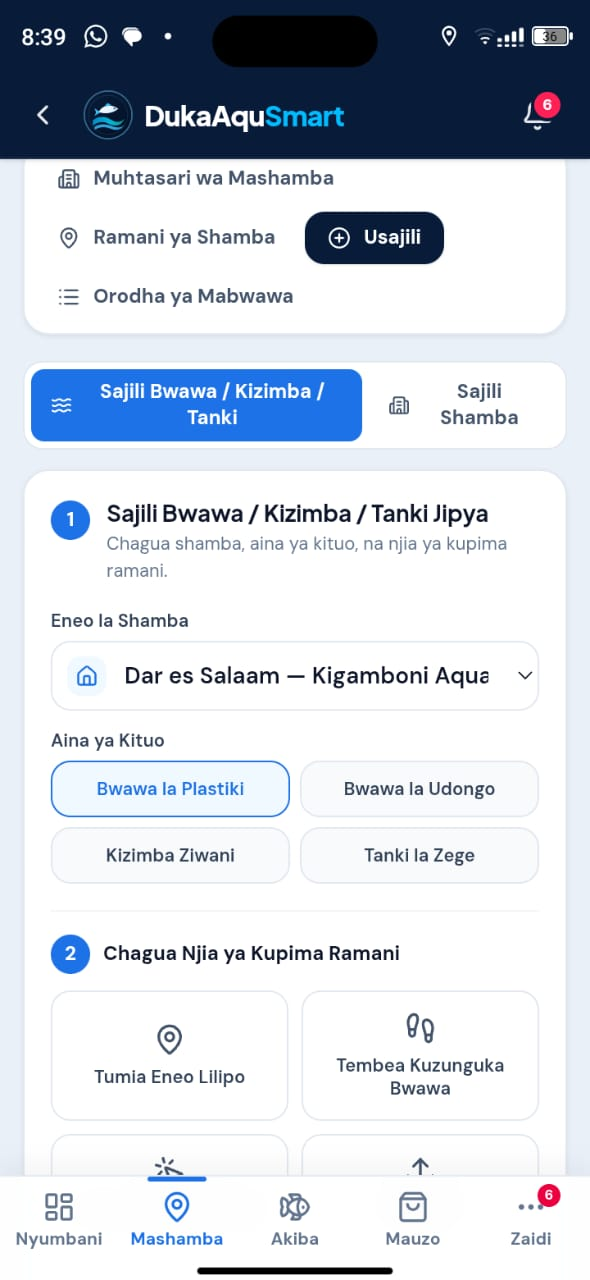 8:39
36
DukaAquSmart
6
Muhtasari wa Mashamba
Ramani ya Shamba
Usajili
Orodha ya Mabwawa
Sajili Bwawa / Kizimba /
Tanki
Sajili
Shamba
1
Sajili Bwawa / Kizimba / Tanki Jipya
Chagua shamba, aina ya kituo, na njia ya kupima
ramani.
Eneo la Shamba
Dar es Salaam — Kigamboni Aqua
Aina ya Kituo
Bwawa la Plastiki
Bwawa la Udongo
Kizimba Ziwani
Tanki la Zege
2
Chagua Njia ya Kupima Ramani
Tumia Eneo Lilipo
Tembea Kuzunguka
Bwawa
6
Nyumbani
Mashamba
Akiba
Mauzo
Zaidi